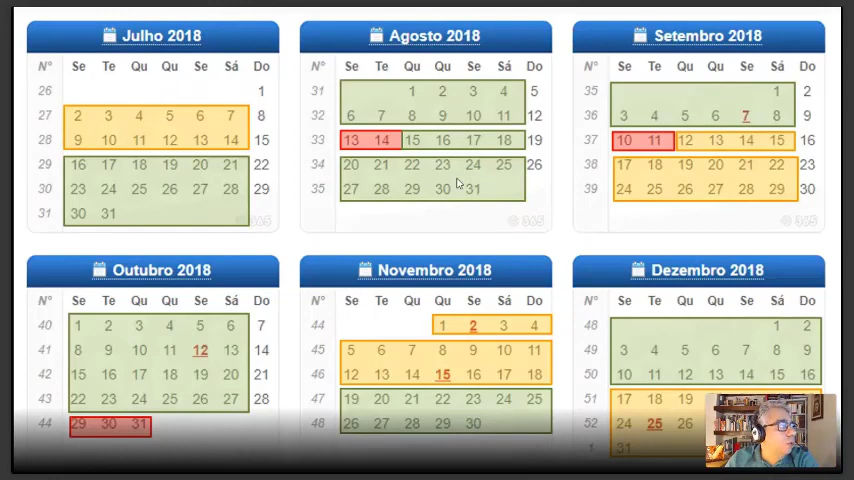 Julho 2018
Nº Se Te Qu Qu Se Sá Do
26 1
27 2 3 4 5 6 7 8
28 9 10 11 12 13 14 15
29 16 17 18 19 20 21 22
30 23 24 25 26 27 28 29
31 30 31
© 365
Agosto 2018
Nº Se Te Qu Qu Se Sá Do
31 1 2 3 4 5
32 6 7 8 9 10 11 12
33 13 14 15 16 17 18 19
34 20 21 22 23 24 25 26
35 27 28 29 30 31
© 365
Setembro 2018
Nº Se Te Qu Qu Se Sá Do
35 1 2
36 3 4 5 6 7 8 9
37 10 11 12 13 14 15 16
38 17 18 19 20 21 22 23
39 24 25 26 27 28 29 30
© 365
Outubro 2018
Nº Se Te Qu Qu Se Sá Do
40 1 2 3 4 5 6 7
41 8 9 10 11 12 13 14
42 15 16 17 18 19 20 21
43 22 23 24 25 26 27 28
44 29 30 31
Novembro 2018
Nº Se Te Qu Qu Se Sá Do
44 1 2 3 4
45 5 6 7 8 9 10 11
46 12 13 14 15 16 17 18
47 19 20 21 22 23 24 25
48 26 27 28 29 30
Dezembro 2018
Nº Se Te Qu Qu Se Sá Do
48 1 2
49 3 4 5 6 7 8 9
50 10 11 12 13 14 15 16
51 17 18 19
52 24 25 26
1 31